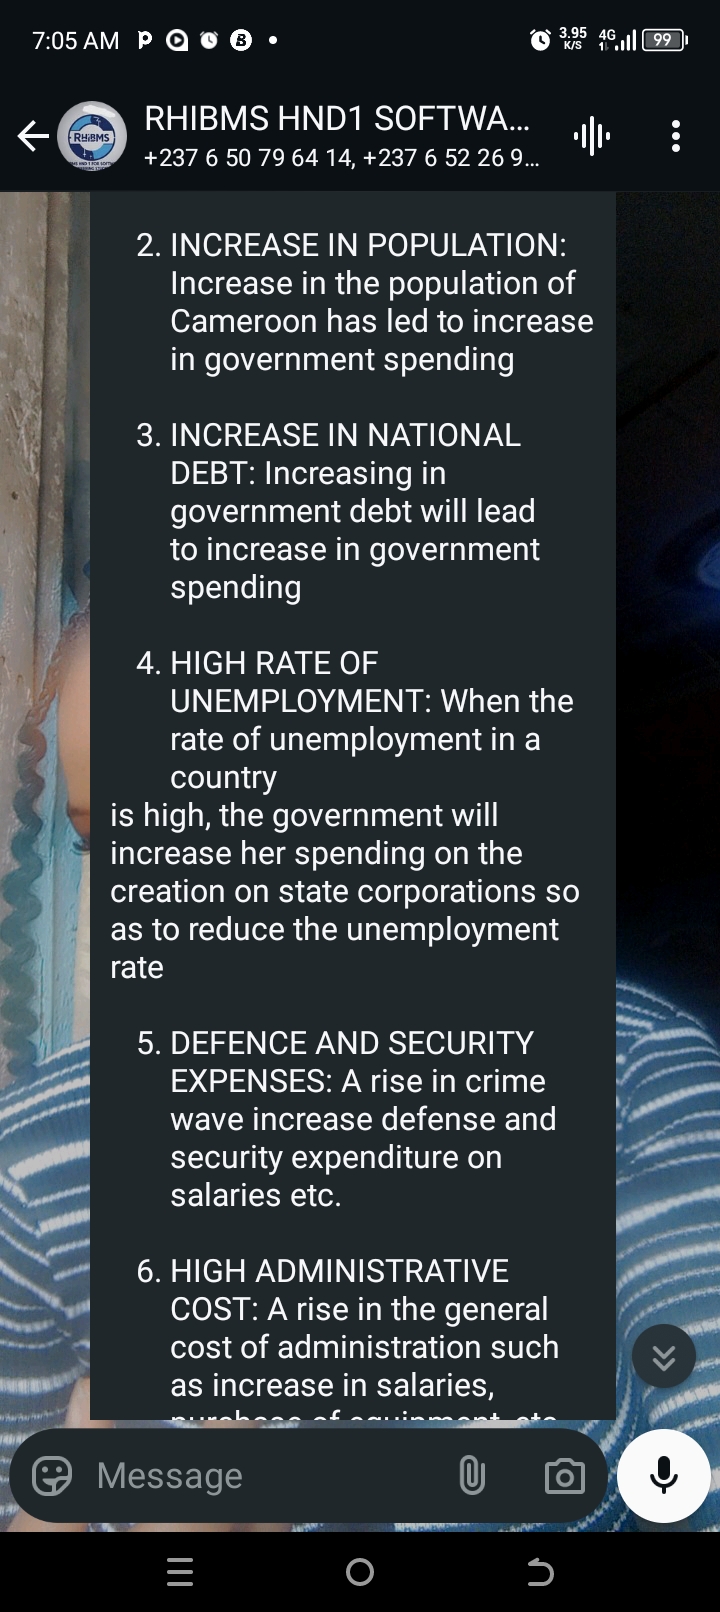 7:05 AM
3.95
K/S
4G
99
RHIBMS HND1 SOFTWA...
+237 6 50 79 64 14, +237 6 52 26 9...
RHiBMS
2. INCREASE IN POPULATION:
Increase in the population of
Cameroon has led to increase
in government spending
3. INCREASE IN NATIONAL
DEBT: Increasing in
government debt will lead
to increase in government
spending
4. HIGH RATE OF
UNEMPLOYMENT: When the
rate of unemployment in a
country
is high, the government will
increase her spending on the
creation on state corporations so
as to reduce the unemployment
rate
5. DEFENCE AND SECURITY
EXPENSES: A rise in crime
wave increase defense and
security expenditure on
salaries etc.
6. HIGH ADMINISTRATIVE
COST: A rise in the general
cost of administration such
as increase in salaries,
purchase of equipment, etc
Message